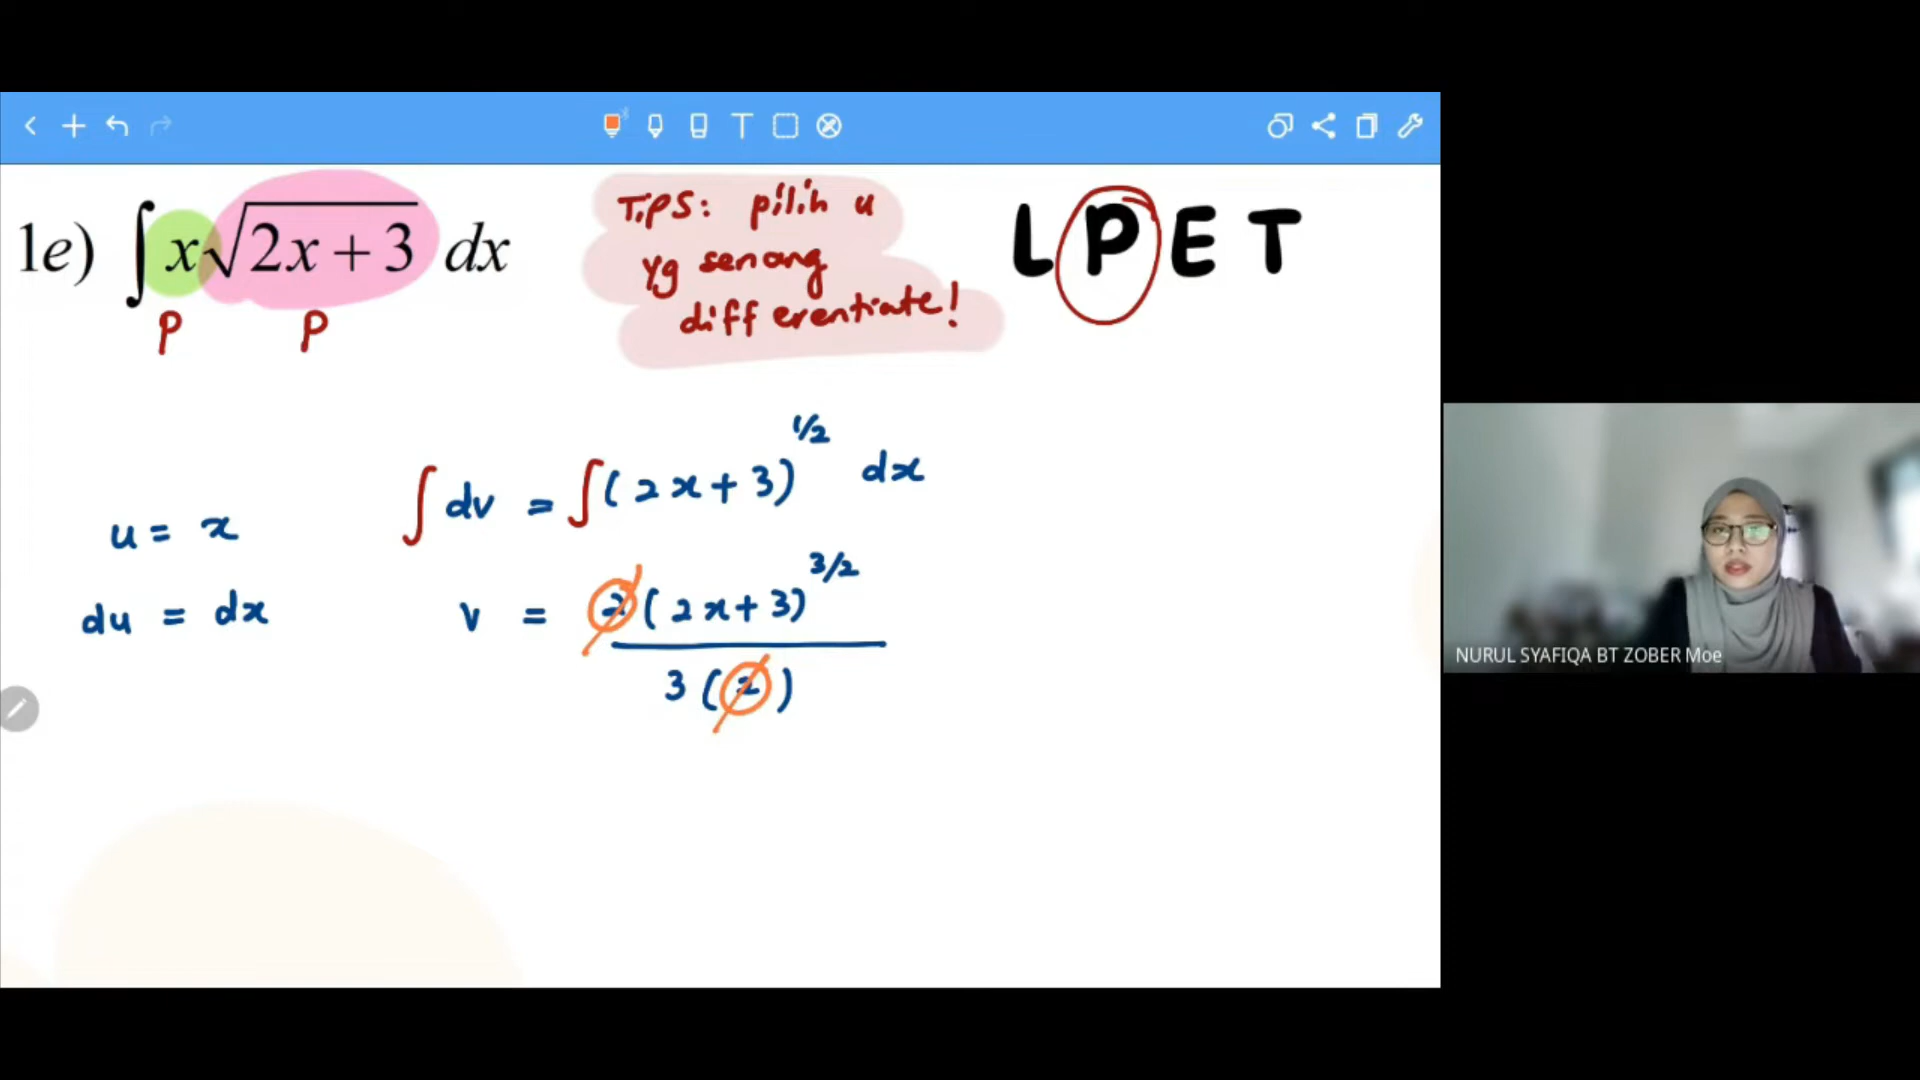 1e) ∫ x√(2x + 3) dx
P P
TIPS: pilih u
yg senang
differentiate!
L P E T
∫ dv = ∫ (2x + 3)^1/2 dx
u = x
du = dx
v = 2(2x + 3)^3/2
3(2)
T
NURUL SYAFIQA BT ZOBER Moe